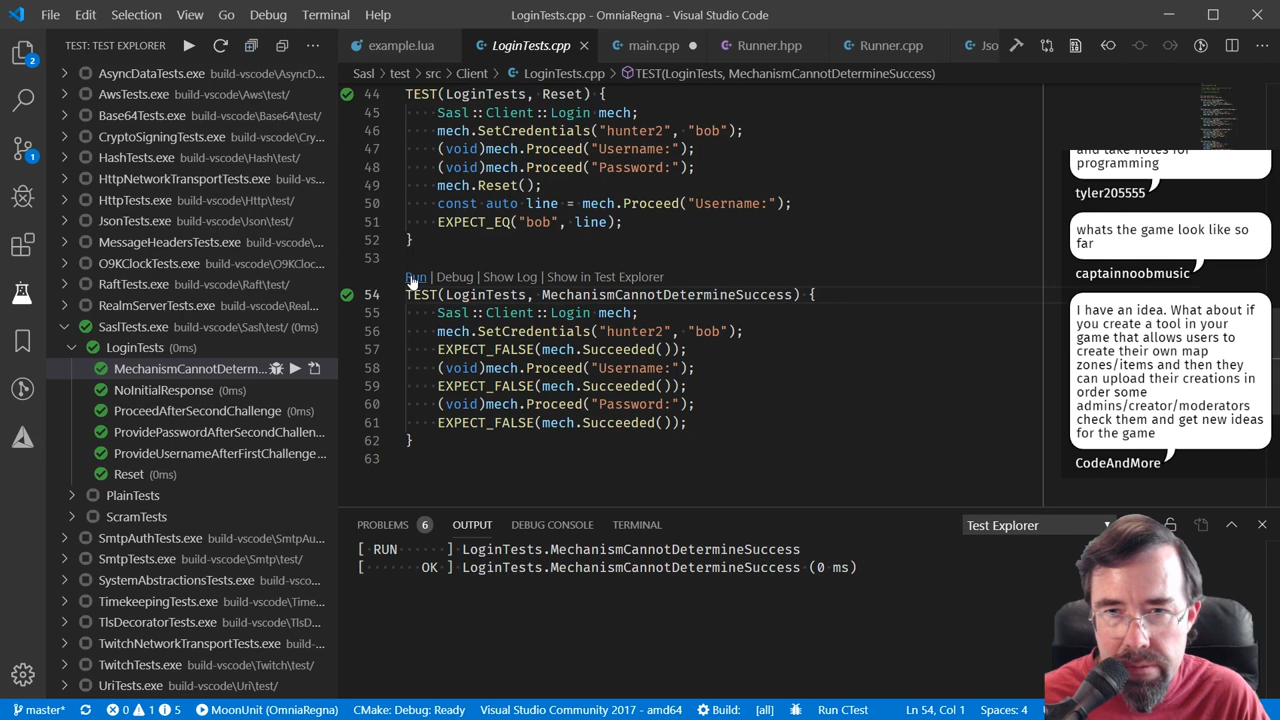 File Edit Selection View Go Debug Terminal Help LoginTests.cpp - OmniaRegna - Visual Studio Code
TEST: TEST EXPLORER
example.lua LoginTests.cpp main.cpp Runner.hpp Runner.cpp Jso
Sasl > test > src > Client > LoginTests.cpp > TEST(LoginTests, MechanismCannotDetermineSuccess)
2
1
AsyncDataTests.exe build-vscode\AsyncD...
AwsTests.exe build-vscode\Aws\test/
Base64Tests.exe build-vscode\Base64\test/
CryptoSigningTests.exe build-vscode\Cry...
HashTests.exe build-vscode\Hash\test/
HttpNetworkTransportTests.exe build-vs...
HttpTests.exe build-vscode\Http\test/
JsonTests.exe build-vscode\Json\test/
MessageHeadersTests.exe build-vscode\...
O9KClockTests.exe build-vscode\O9KCl...
RaftTests.exe build-vscode\Raft\test/
RealmServerTests.exe build-vscode\Real...
SaslTests.exe build-vscode\Sasl\test/ (0ms)
LoginTests (0ms)
MechanismCannotDeterm...
NoInitialResponse (0ms)
ProceedAfterSecondChallenge (0ms)
ProvidePasswordAfterSecondChallen...
ProvideUsernameAfterFirstChallenge...
Reset (0ms)
PlainTests
ScramTests
SmtpAuthTests.exe build-vscode\SmtpAu...
SmtpTests.exe build-vscode\Smtp\test/
SystemAbstractionsTests.exe build-vsco...
TimekeepingTests.exe build-vscode\Time...
TlsDecoratorTests.exe build-vscode\TlsD...
TwitchNetworkTransportTests.exe build-...
TwitchTests.exe build-vscode\Twitch\test/
UriTests.exe build-vscode\Uri\test/
44 TEST(LoginTests, Reset) {
45 Sasl::Client::Login mech;
46 mech.SetCredentials("hunter2", "bob");
47 (void)mech.Proceed("Username:");
48 (void)mech.Proceed("Password:");
49 mech.Reset();
50 const auto line = mech.Proceed("Username:");
51 EXPECT_EQ("bob", line);
52 }
53
Run | Debug | Show Log | Show in Test Explorer
54 TEST(LoginTests, MechanismCannotDetermineSuccess) {
55 Sasl::Client::Login mech;
56 mech.SetCredentials("hunter2", "bob");
57 EXPECT_FALSE(mech.Succeeded());
58 (void)mech.Proceed("Username:");
59 EXPECT_FALSE(mech.Succeeded());
60 (void)mech.Proceed("Password:");
61 EXPECT_FALSE(mech.Succeeded());
62 }
63
and take notes for
programming
tyler205555
whats the game look like so
far
captainnoobmusic
I have an idea. What about if
you create a tool in your
game that allows users to
create their own map
zones/items and then they
can upload their creations in
order some
admins/creator/moderators
check them and get new ideas
for the game
CodeAndMore
PROBLEMS 6 OUTPUT DEBUG CONSOLE TERMINAL Test Explorer
[ RUN ] LoginTests.MechanismCannotDetermineSuccess
[ OK ] LoginTests.MechanismCannotDetermineSuccess (0 ms)
master* 0 1 5 MoonUnit (OmniaRegna) CMake: Debug: Ready Visual Studio Community 2017 - amd64 Build: [all] Run CTest Ln 54, Col 1 Spaces: 4